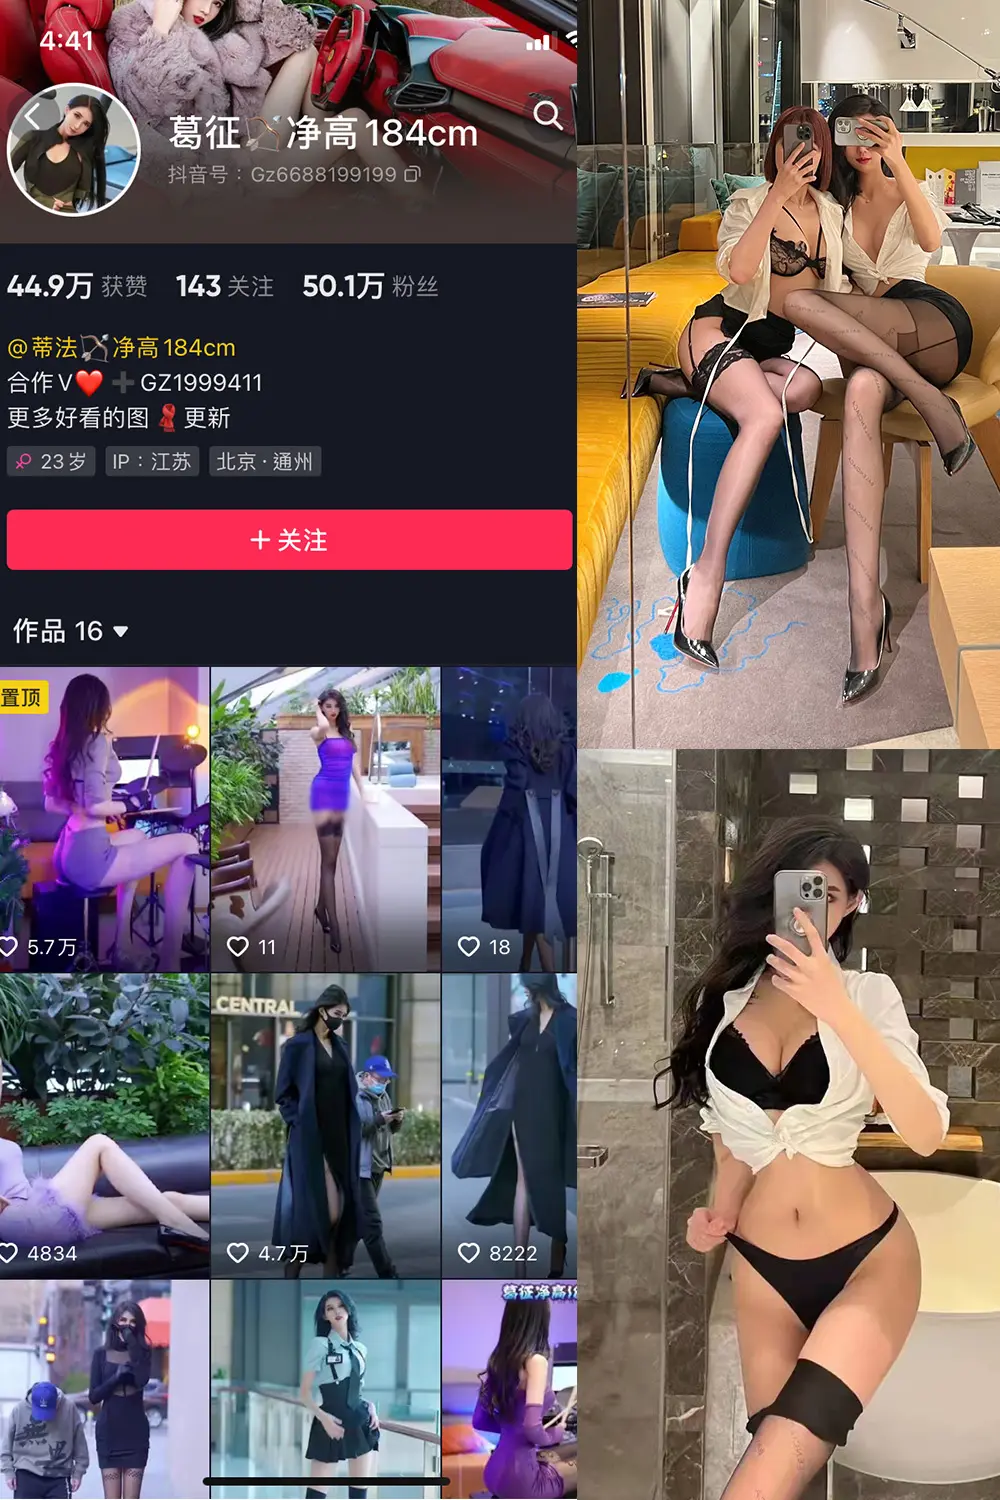 4:41
葛征🏹净高184cm
抖音号：Gz6688199199
44.9万 获赞 143 关注 50.1万 粉丝
@蒂法🏹净高184cm
合作V❤️➕GZ1999411
更多好看的图🧣更新
23岁 IP：江苏 北京·通州
+关注
作品 16
置顶
5.7万 11 18
CENTRAL
4834 4.7万 8222
葛征净高